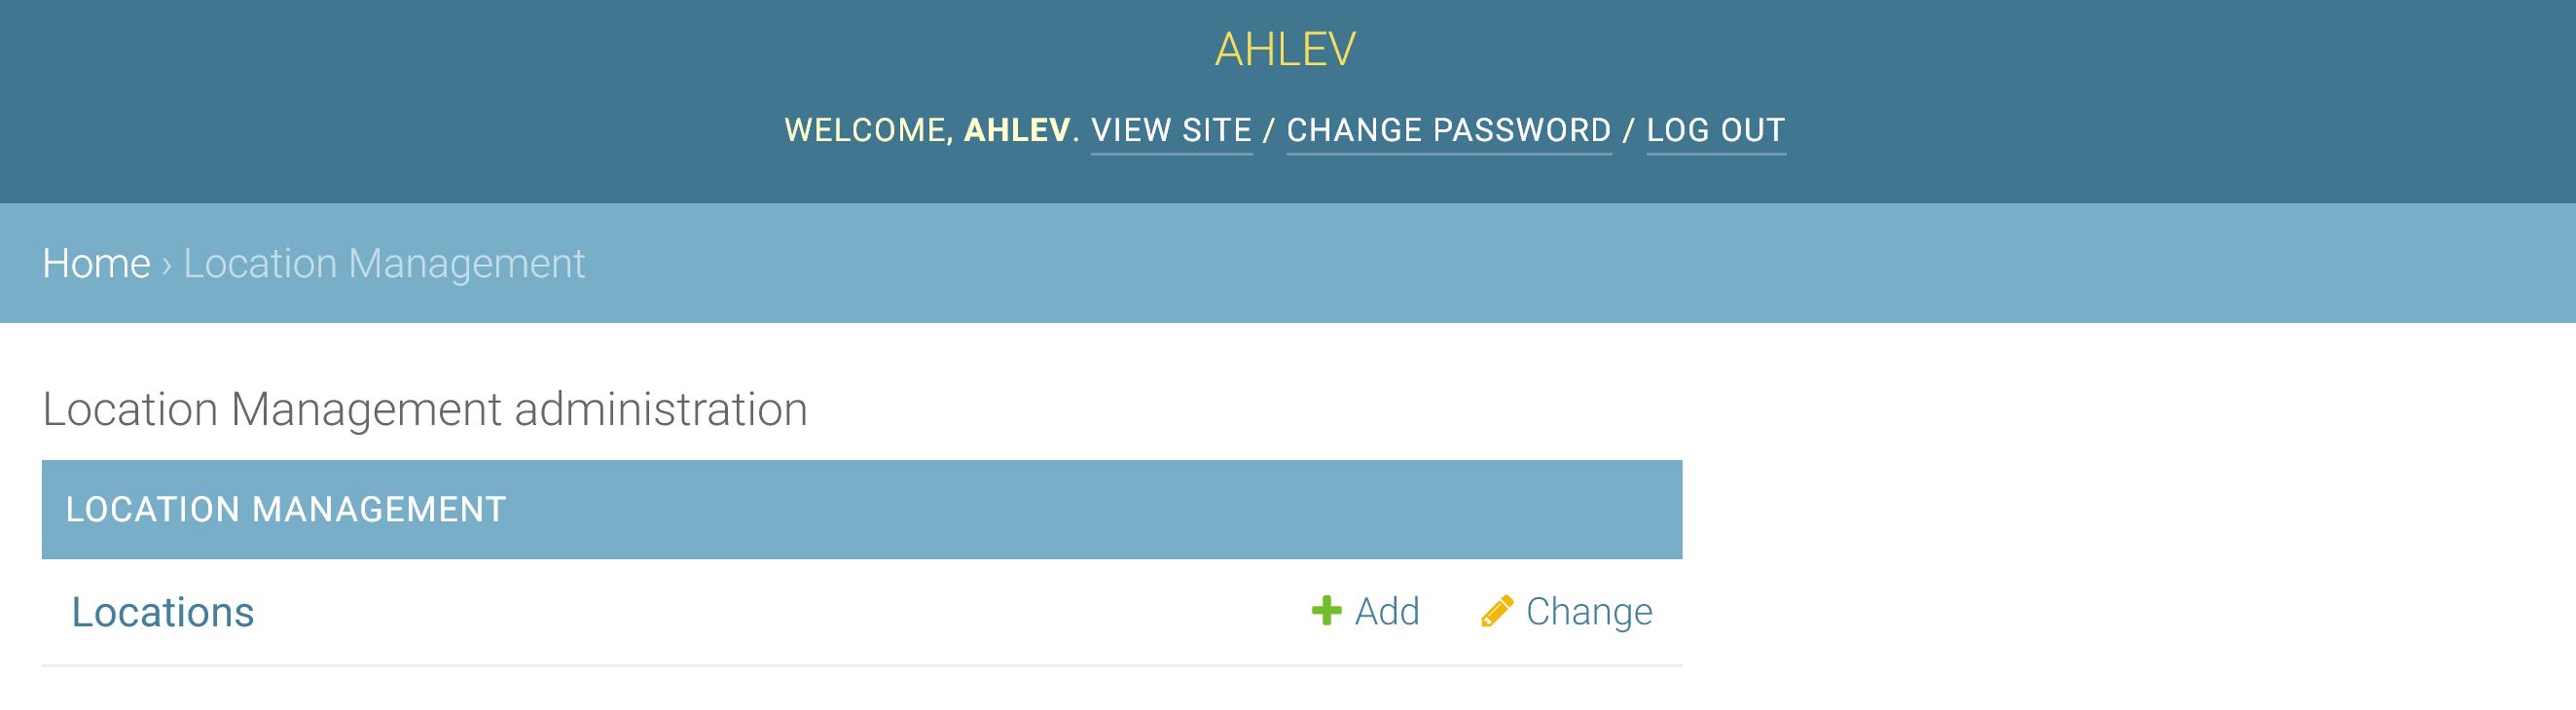 AHLEV
WELCOME, AHLEV. VIEW SITE / CHANGE PASSWORD / LOG OUT
Home › Location Management
Location Management administration
LOCATION MANAGEMENT
Locations Add Change